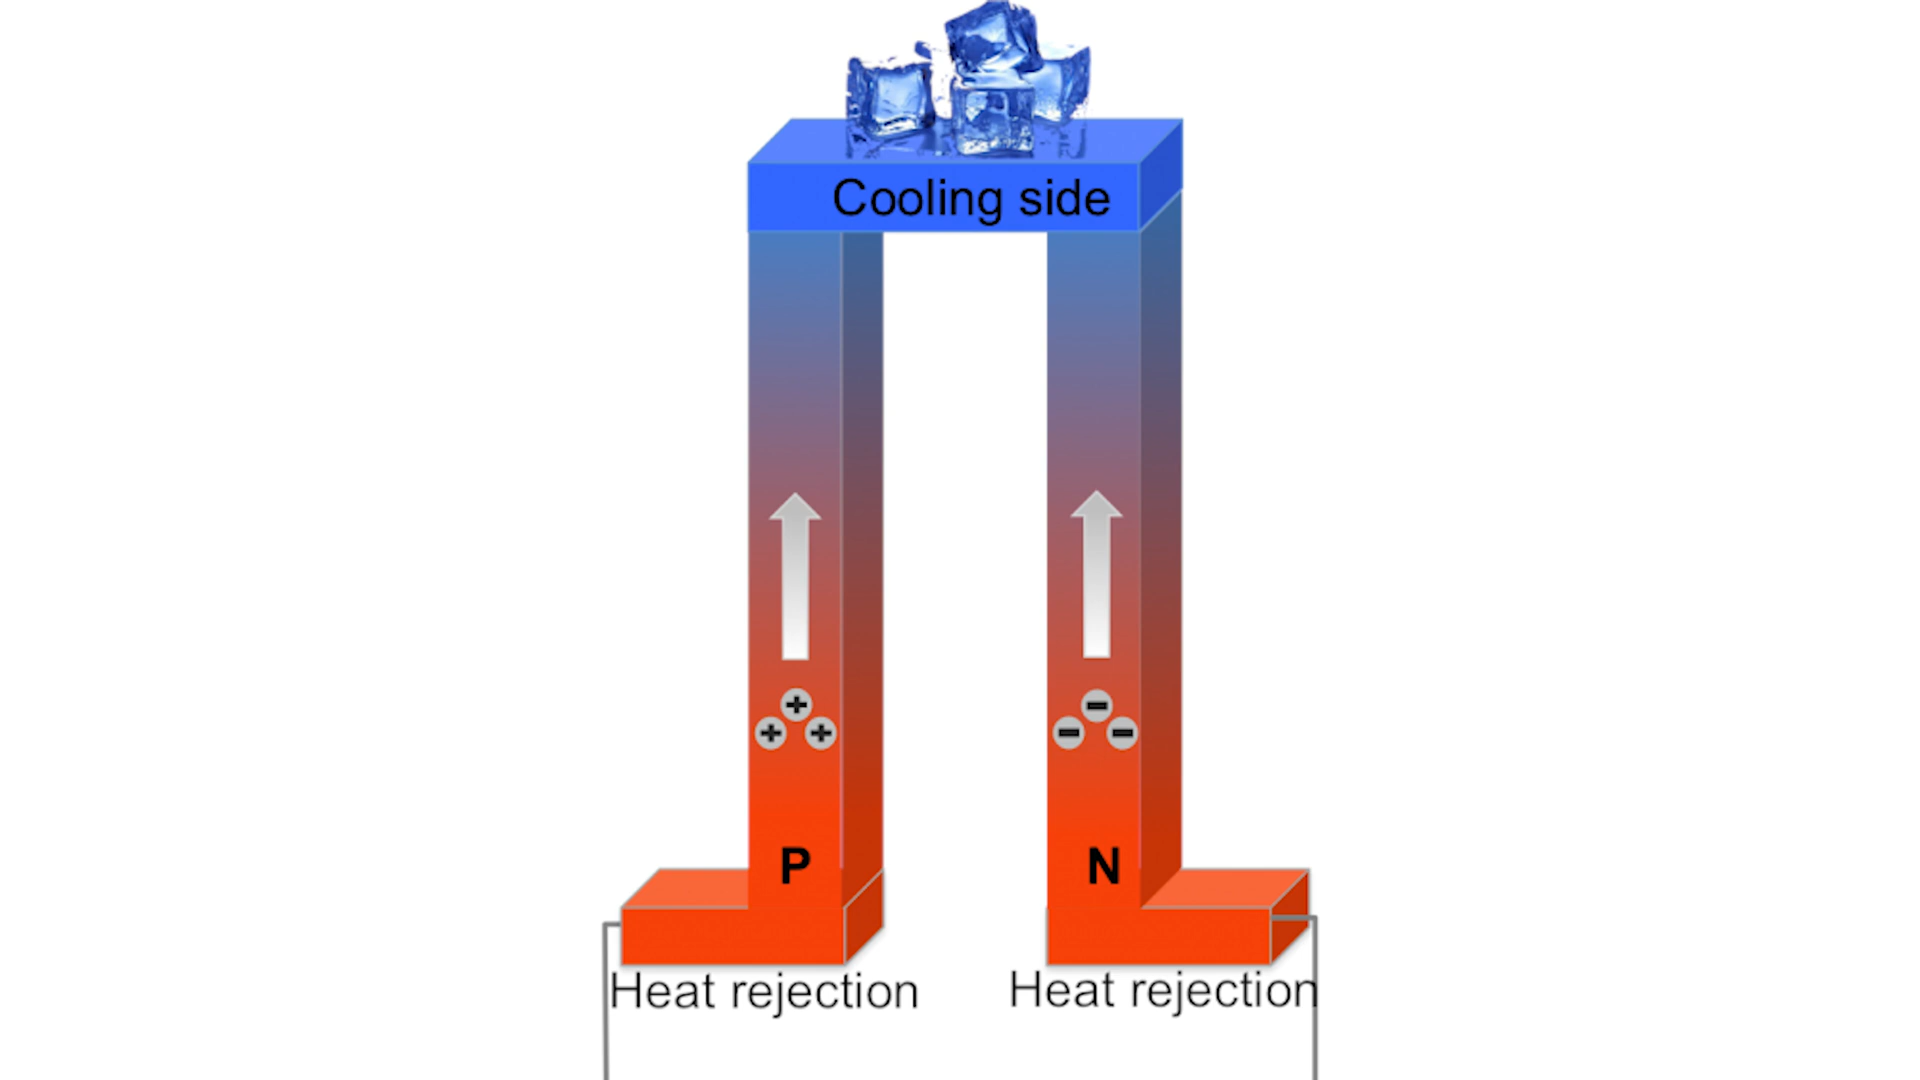 Cooling side
+
+ +
−
− −
P
N
Heat rejection
Heat rejection